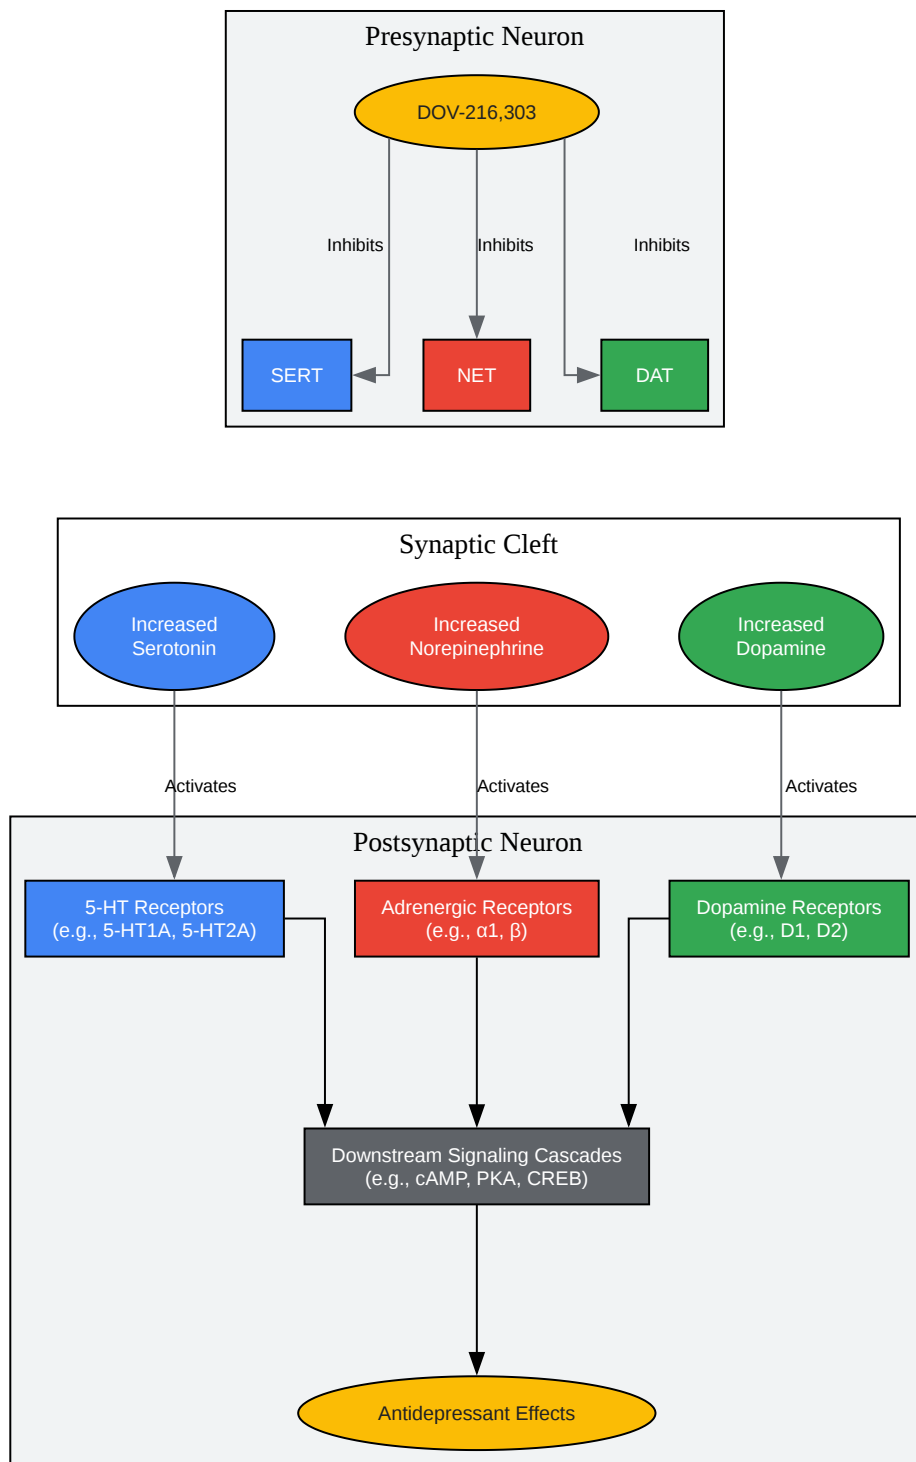 Presynaptic Neuron
DOV-216,303
Inhibits
Inhibits
Inhibits
SERT
NET
DAT
Synaptic Cleft
Increased
Serotonin
Increased
Norepinephrine
Increased
Dopamine
Activates
Activates
Activates
Postsynaptic Neuron
5-HT Receptors
(e.g., 5-HT1A, 5-HT2A)
Adrenergic Receptors
(e.g., α1, β)
Dopamine Receptors
(e.g., D1, D2)
Downstream Signaling Cascades
(e.g., cAMP, PKA, CREB)
Antidepressant Effects